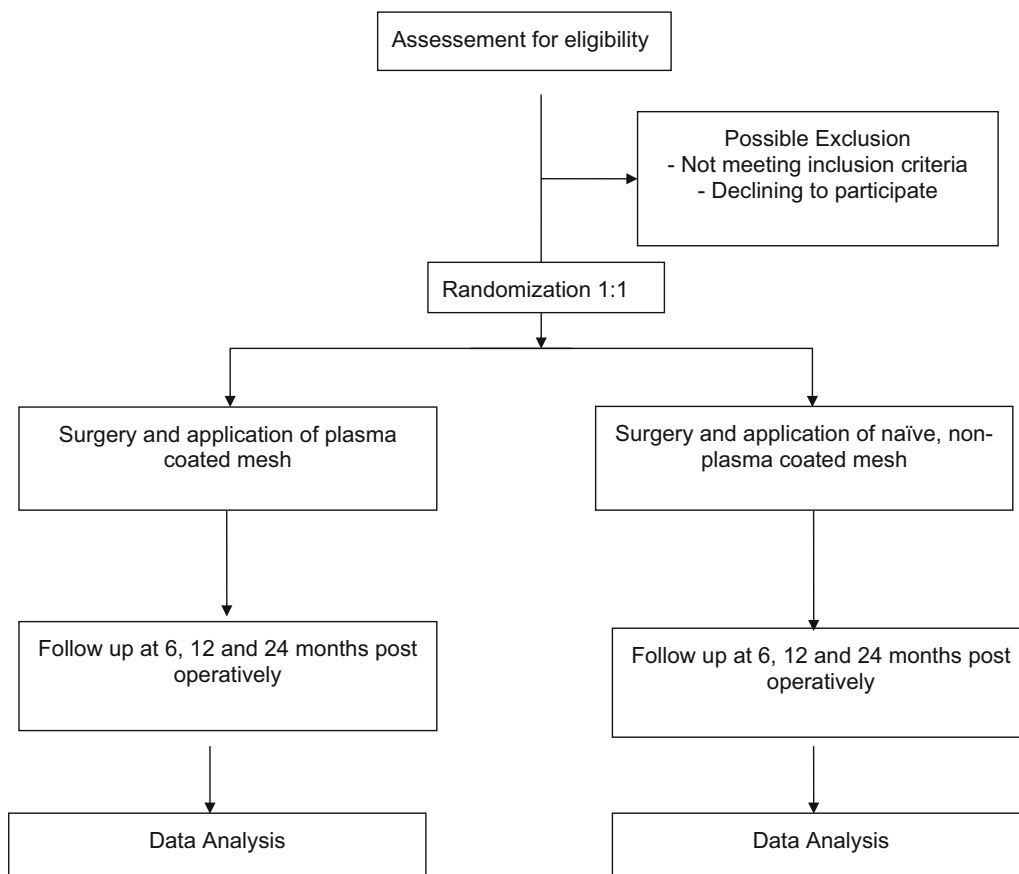 Assessement for eligibility
Possible Exclusion
- Not meeting inclusion criteria
- Declining to participate
Randomization 1:1
Surgery and application of plasma
coated mesh
Surgery and application of naïve, non-
plasma coated mesh
Follow up at 6, 12 and 24 months post
operatively
Follow up at 6, 12 and 24 months post
operatively
Data Analysis
Data Analysis